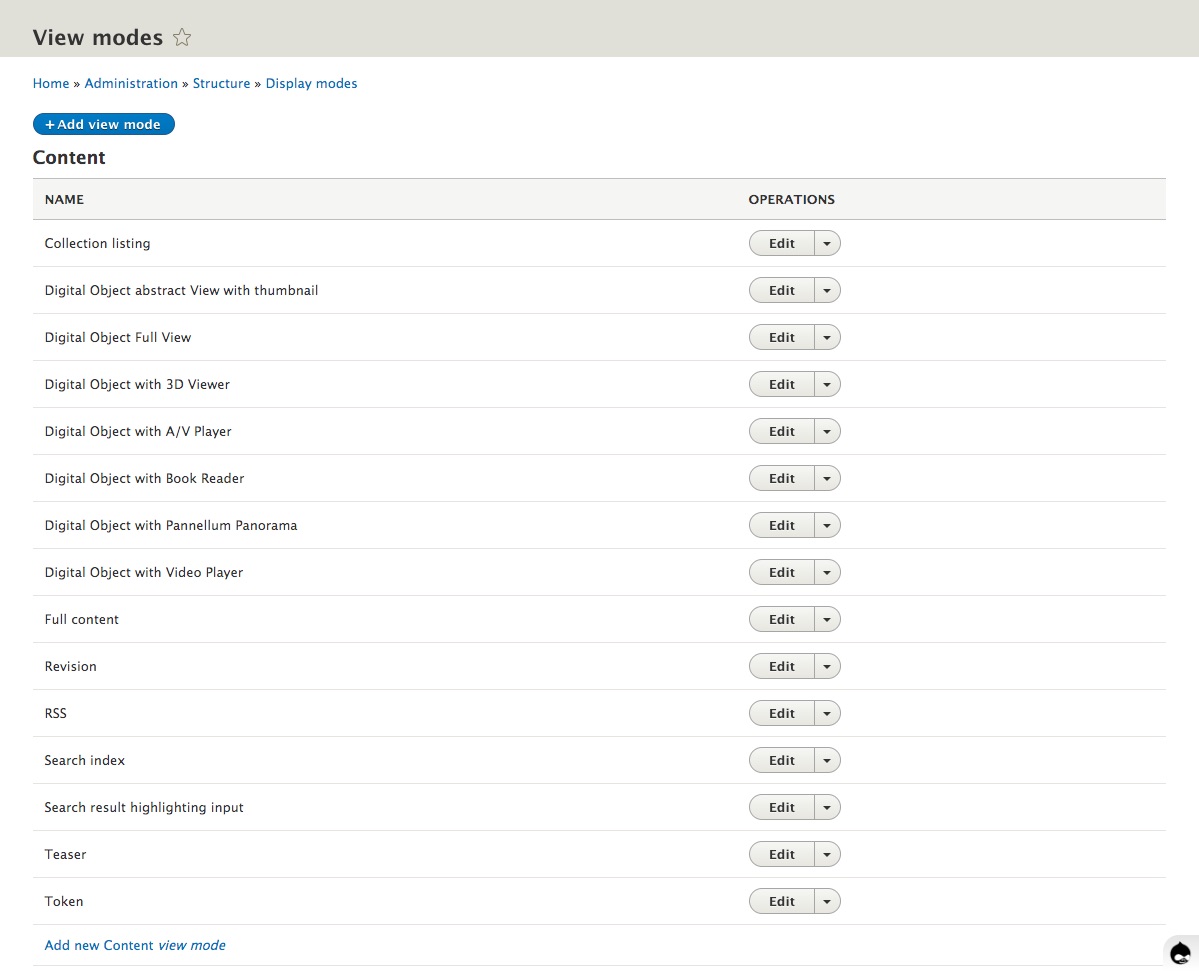 View modes
Home » Administration » Structure » Display modes
+ Add view mode
Content
NAME OPERATIONS
Collection listing Edit
Digital Object abstract View with thumbnail Edit
Digital Object Full View Edit
Digital Object with 3D Viewer Edit
Digital Object with A/V Player Edit
Digital Object with Book Reader Edit
Digital Object with Pannellum Panorama Edit
Digital Object with Video Player Edit
Full content Edit
Revision Edit
RSS Edit
Search index Edit
Search result highlighting input Edit
Teaser Edit
Token Edit
Add new Content view mode